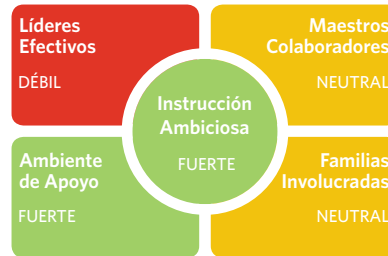 Líderes
Efectivos
DÉBIL
Maestros
Colaboradores
NEUTRAL
Instrucción
Ambiciosa
FUERTE
Ambiente
de Apoyo
FUERTE
Familias
Involucradas
NEUTRAL